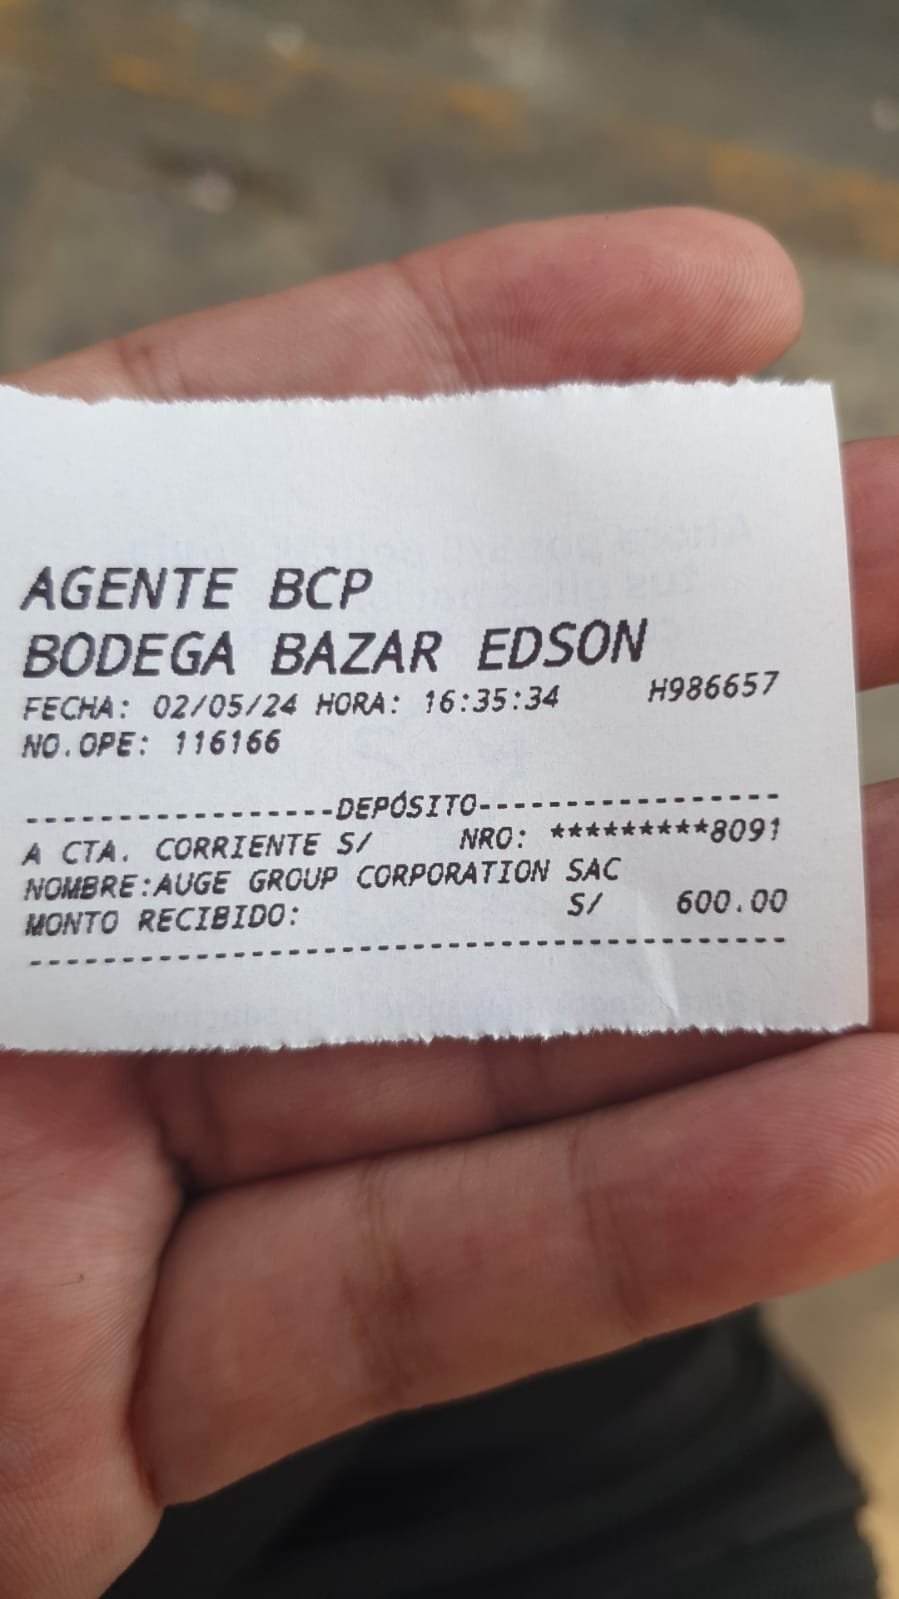 AGENTE BCP
BODEGA BAZAR EDSON
FECHA: 02/05/24 HORA: 16:35:34 H986657
NO.OPE: 116166
-----------------DEPÓSITO-----------------
A CTA. CORRIENTE S/ NRO: *********8091
NOMBRE:AUGE GROUP CORPORATION SAC
MONTO RECIBIDO: S/ 600.00
------------------------------------------